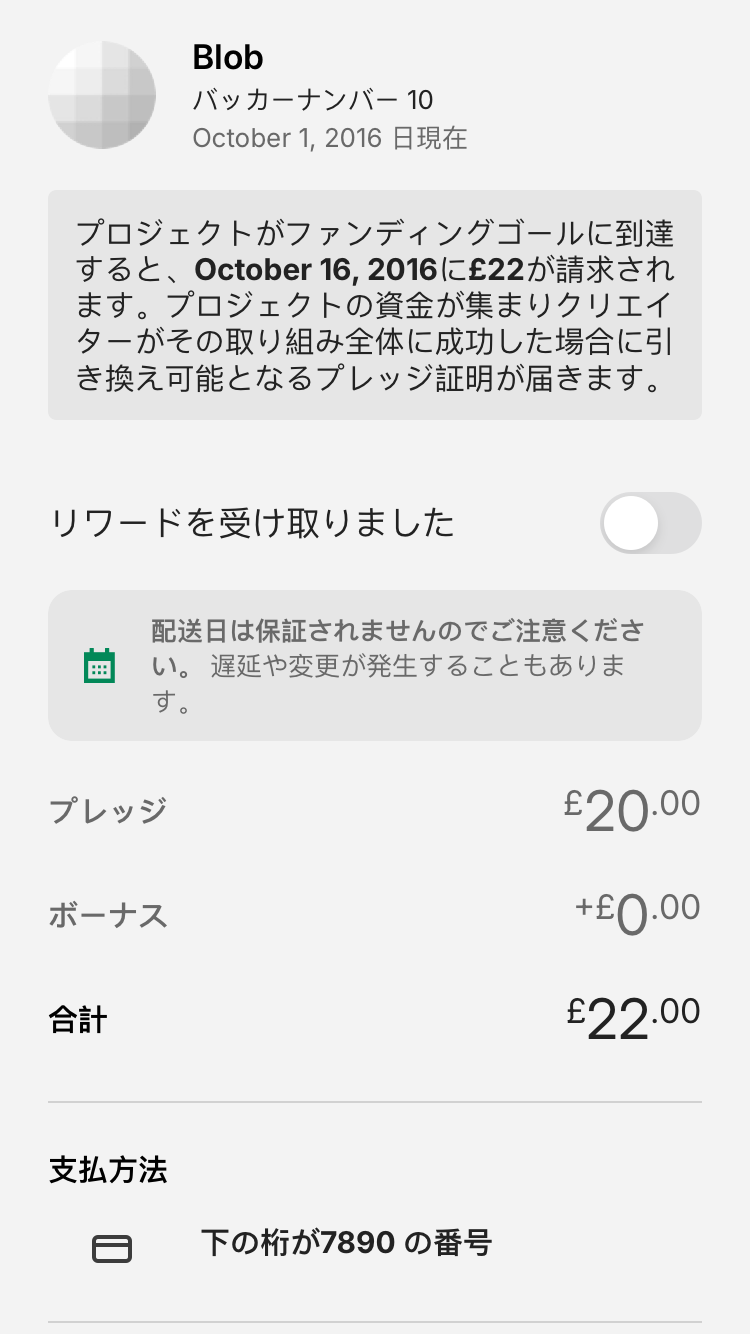 Blob
バッカーナンバー 10
October 1, 2016 日現在
プロジェクトがファンディングゴールに到達
すると、October 16, 2016に£22が請求され
ます。プロジェクトの資金が集まりクリエイ
ターがその取り組み全体に成功した場合に引
き換え可能となるプレッジ証明が届きます。
リワードを受け取りました
配送日は保証されませんのでご注意くださ
い。 遅延や変更が発生することもありま
す。
プレッジ £20.00
ボーナス +£0.00
合計 £22.00
支払方法
下の桁が7890 の番号